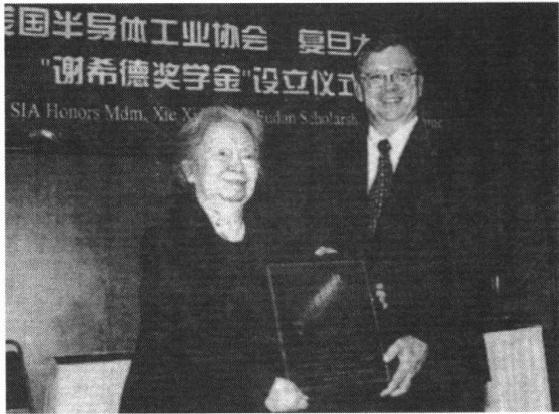 美国半导体工业协会 复旦大
"谢希德奖学金"设立仪式
SIA Honors Mdm. Xie Xi Fudan Scholarsh